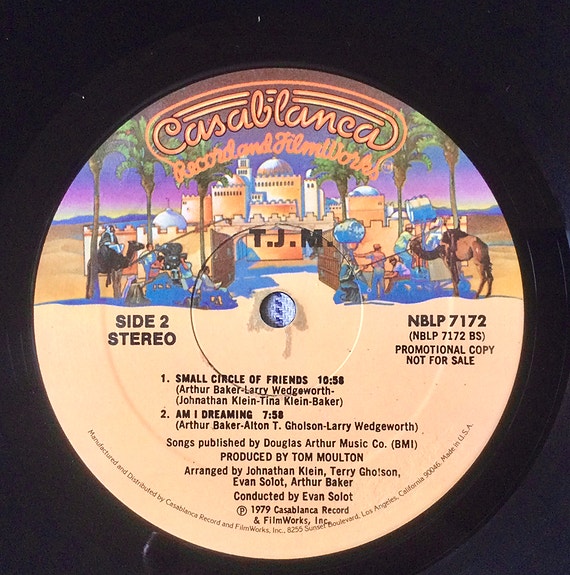 Casablanca
Record and FilmWorks
T.J.M.
SIDE 2
STEREO
NBLP 7172
(NBLP 7172 BS)
PROMOTIONAL COPY
NOT FOR SALE
1. SMALL CIRCLE OF FRIENDS 10:58
(Arthur Baker-Larry Wedgeworth-
(Johnathan Klein-Tina Klein-Baker)
2. AM I DREAMING 7:58
(Arthur Baker-Alton T. Gholson-Larry Wedgeworth)
Songs published by Douglas Arthur Music Co. (BMI)
PRODUCED BY TOM MOULTON
Arranged by Johnathan Klein, Terry Gholson,
Evan Solot, Arthur Baker
Conducted by Evan Solot
℗ 1979 Casablanca Record
& FilmWorks, Inc.
Manufactured and Distributed by Casablanca Record and FilmWorks, Inc., 8255 Sunset Boulevard, Los Angeles, California 90046. Made in U.S.A.